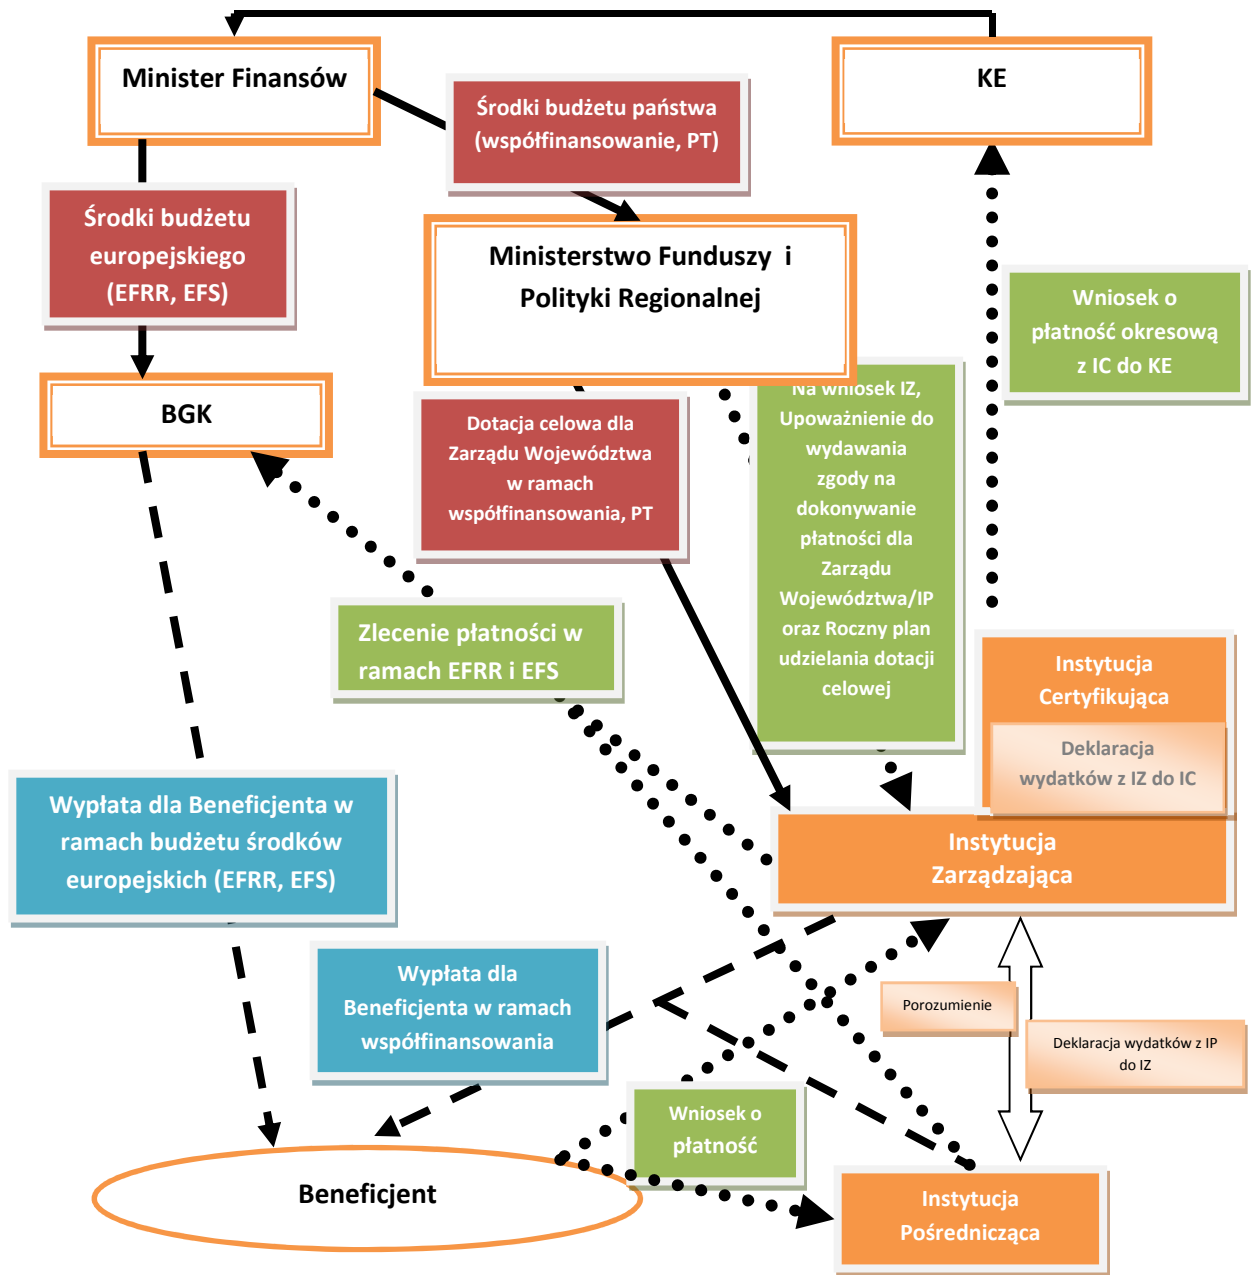 Minister Finansów
KE
Środki budżetu państwa
(współfinansowanie, PT)
Środki budżetu
europejskiego
(EFRR, EFS)
Ministerstwo Funduszy i
Polityki Regionalnej
Wniosek o
płatność okresową
z IC do KE
BGK
Dotacja celowa dla
Zarządu Województwa
w ramach
współfinansowania, PT
Na wniosek IZ,
Upoważnienie do
wydawania
zgody na
dokonywanie
płatności dla
Zarządu
Województwa/IP
oraz Roczny plan
udzielania dotacji
celowej
Zlecenie płatności w
ramach EFRR i EFS
Instytucja
Certyfikująca
Deklaracja
wydatków z IZ do IC
Wypłata dla Beneficjenta w
ramach budżetu środków
europejskich (EFRR, EFS)
Instytucja
Zarządzająca
Wypłata dla
Beneficjenta w ramach
współfinansowania
Porozumienie
Deklaracja wydatków z IP
do IZ
Wniosek o
płatność
Beneficjent
Instytucja
Pośrednicząca